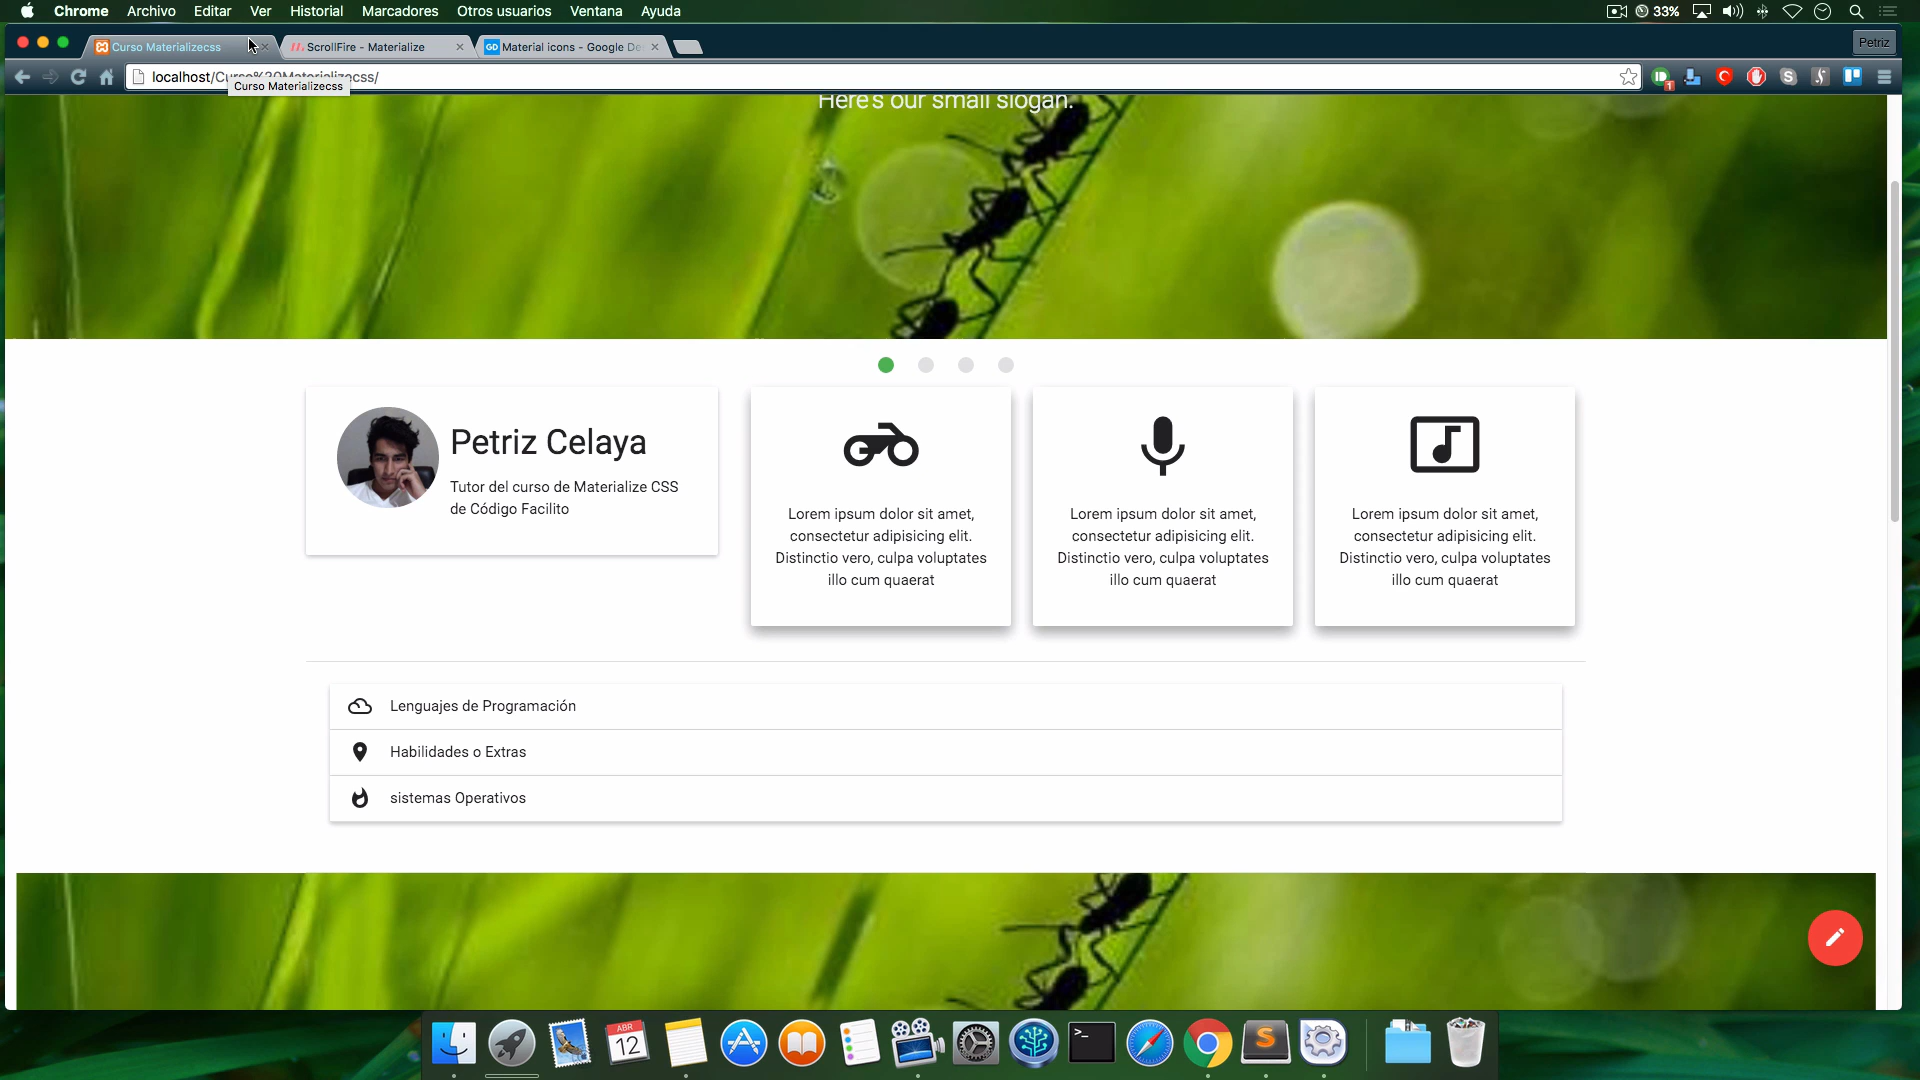 Chrome Archivo Editar Ver Historial Marcadores Otros usuarios Ventana Ayuda 33%
Curso Materializecss ScrollFire - Materialize Material icons - Google De Petriz
localhost/Curso%20Materializecss/
Curso Materializecss
1
Here's our small slogan.
Petriz Celaya
Tutor del curso de Materialize CSS
de Código Facilito
Lorem ipsum dolor sit amet,
consectetur adipisicing elit.
Distinctio vero, culpa voluptates
illo cum quaerat
Lorem ipsum dolor sit amet,
consectetur adipisicing elit.
Distinctio vero, culpa voluptates
illo cum quaerat
Lorem ipsum dolor sit amet,
consectetur adipisicing elit.
Distinctio vero, culpa voluptates
illo cum quaerat
Lenguajes de Programación
Habilidades o Extras
sistemas Operativos
ABR
12